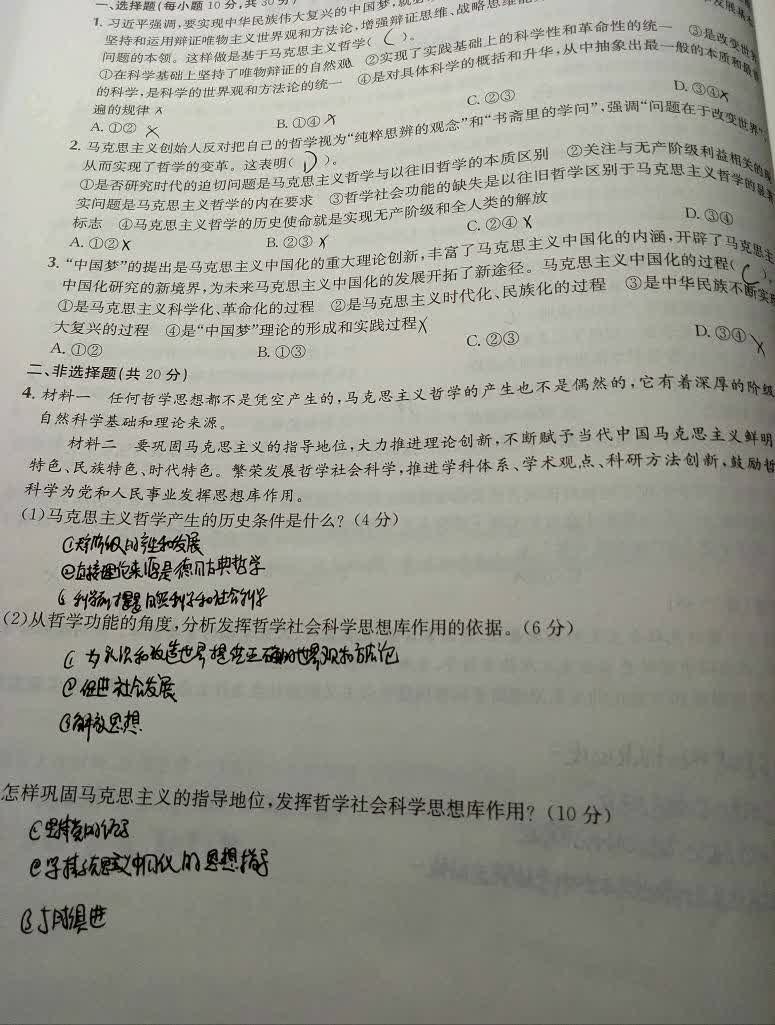 一、选择题(每小题10分,共30分)
1. 习近平强调,要实现中华民族伟大复兴的中国梦,就必
坚持和运用辩证唯物主义世界观和方法论,增强辩证思维、战略思维能
问题的本领。这样做是基于马克思主义哲学( C )。
①在科学基础上坚持了唯物辩证的自然观 ②实现了实践基础上的科学性和革命性的统一 ③是改变世界
的科学,是科学的世界观和方法论的统一 ④是对具体科学的概括和升华,从中抽象出最一般的本质和最普
遍的规律
A. ①② B. ①④ C. ②③ D. ③④
2. 马克思主义创始人反对把自己的哲学视为“纯粹思辨的观念”和“书斋里的学问”,强调“问题在于改变世界”,
从而实现了哲学的变革。这表明( D )。
①是否研究时代的迫切问题是马克思主义哲学与以往旧哲学的本质区别 ②关注与无产阶级利益相关的现
实问题是马克思主义哲学的内在要求 ③哲学社会功能的缺失是以往旧哲学区别于马克思主义哲学的显著
标志 ④马克思主义哲学的历史使命就是实现无产阶级和全人类的解放
A. ①② B. ②③ C. ②④ D. ③④
3. “中国梦”的提出是马克思主义中国化的重大理论创新,丰富了马克思主义中国化的内涵,开辟了马克思主
中国化研究的新境界,为未来马克思主义中国化的发展开拓了新途径。马克思主义中国化的过程( C )。
①是马克思主义科学化、革命化的过程 ②是马克思主义时代化、民族化的过程 ③是中华民族不断实现
大复兴的过程 ④是“中国梦”理论的形成和实践过程
A. ①② B. ①③ C. ②③ D. ③④
二、非选择题(共20分)
4. 材料一 任何哲学思想都不是凭空产生的,马克思主义哲学的产生也不是偶然的,它有着深厚的阶级
自然科学基础和理论来源。
材料二 要巩固马克思主义的指导地位,大力推进理论创新,不断赋予当代中国马克思主义鲜明
特色、民族特色、时代特色。繁荣发展哲学社会科学,推进学科体系、学术观点、科研方法创新,鼓励哲
科学为党和人民事业发挥思想库作用。
(1)马克思主义哲学产生的历史条件是什么?(4分)
①无产阶级的产生和发展
②直接理论来源是德国古典哲学
自然科学和社会科学
(2)从哲学功能的角度,分析发挥哲学社会科学思想库作用的依据。(6分)
① 为认识和改造世界提供正确的世界观和方法论
② 促进社会发展
③解放思想
怎样巩固马克思主义的指导地位,发挥哲学社会科学思想库作用?(10分)
①坚持党的领导
中国化的思想指导
③与时俱进